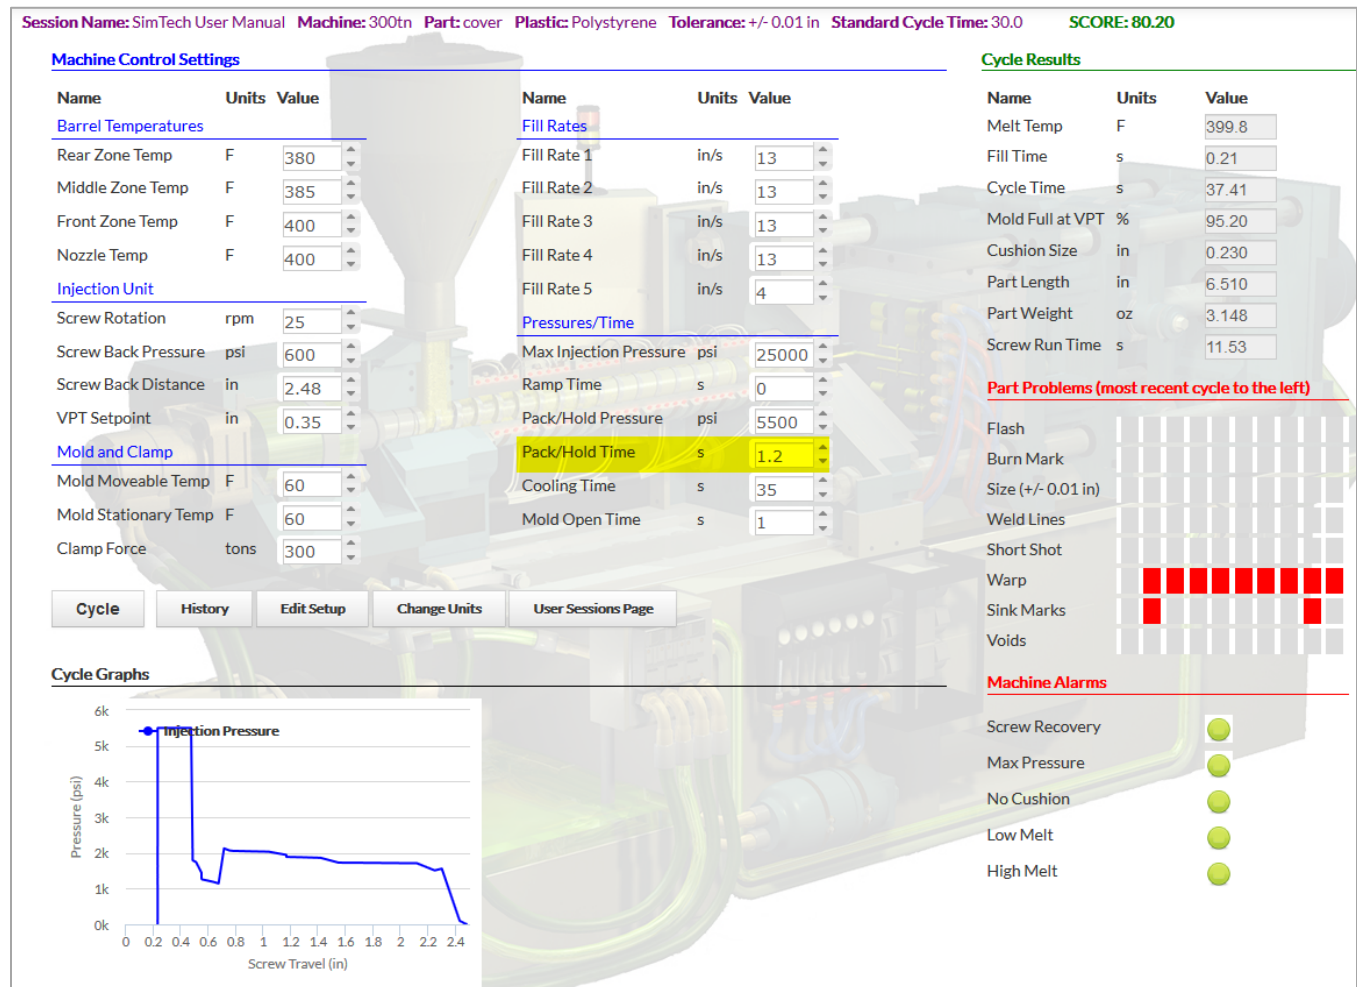 Session Name: SimTech User Manual Machine: 300tn Part: cover Plastic: Polystyrene Tolerance: +/- 0.01 in Standard Cycle Time: 30.0 SCORE: 80.20
Machine Control Settings
Name Units Value
Barrel Temperatures
Rear Zone Temp F 380
Middle Zone Temp F 385
Front Zone Temp F 400
Nozzle Temp F 400
Injection Unit
Screw Rotation rpm 25
Screw Back Pressure psi 600
Screw Back Distance in 2.48
VPT Setpoint in 0.35
Mold and Clamp
Mold Moveable Temp F 60
Mold Stationary Temp F 60
Clamp Force tons 300
Name Units Value
Fill Rates
Fill Rate 1 in/s 13
Fill Rate 2 in/s 13
Fill Rate 3 in/s 13
Fill Rate 4 in/s 13
Fill Rate 5 in/s 4
Pressures/Time
Max Injection Pressure psi 25000
Ramp Time s 0
Pack/Hold Pressure psi 5500
Pack/Hold Time s 1.2
Cooling Time s 35
Mold Open Time s 1
Cycle History Edit Setup Change Units User Sessions Page
Cycle Graphs
Injection Pressure
6k
5k
4k
3k
2k
1k
0k
Pressure (psi)
0 0.2 0.4 0.6 0.8 1 1.2 1.4 1.6 1.8 2 2.2 2.4
Screw Travel (in)
Cycle Results
Name Units Value
Melt Temp F 399.8
Fill Time s 0.21
Cycle Time s 37.41
Mold Full at VPT % 95.20
Cushion Size in 0.230
Part Length in 6.510
Part Weight oz 3.148
Screw Run Time s 11.53
Part Problems (most recent cycle to the left)
Flash
Burn Mark
Size (+/- 0.01 in)
Weld Lines
Short Shot
Warp
Sink Marks
Voids
Machine Alarms
Screw Recovery
Max Pressure
No Cushion
Low Melt
High Melt